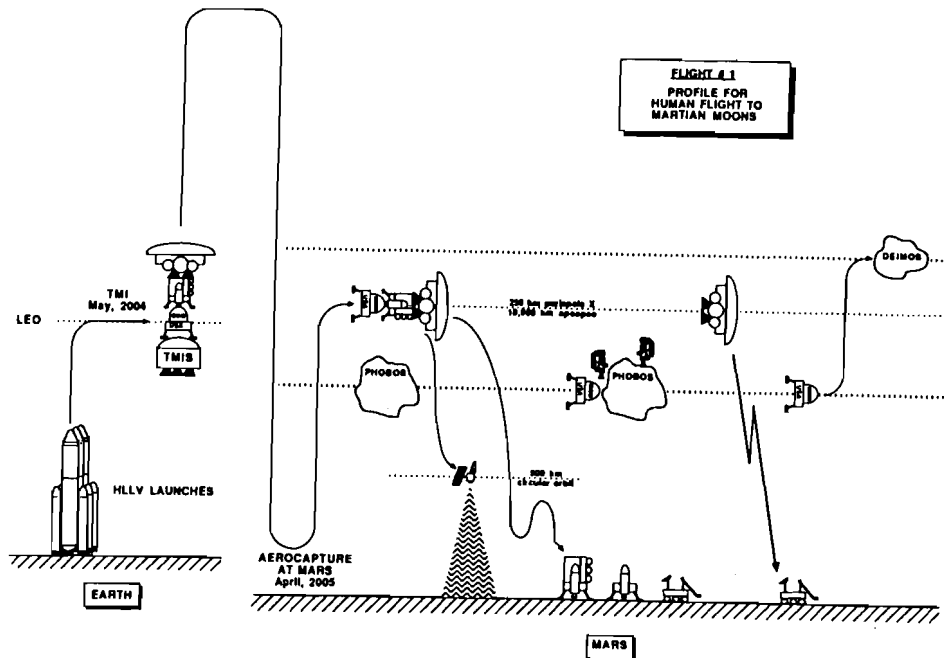 FLIGHT # 1
PROFILE FOR
HUMAN FLIGHT TO
MARTIAN MOONS
DEIMOS
TMI
May, 2004
LEO
TMIS
PHOBOS
PHOBOS
HLLV LAUNCHES
circular orbit
AEROCAPTURE
AT MARS
April, 2005
EARTH
MARS